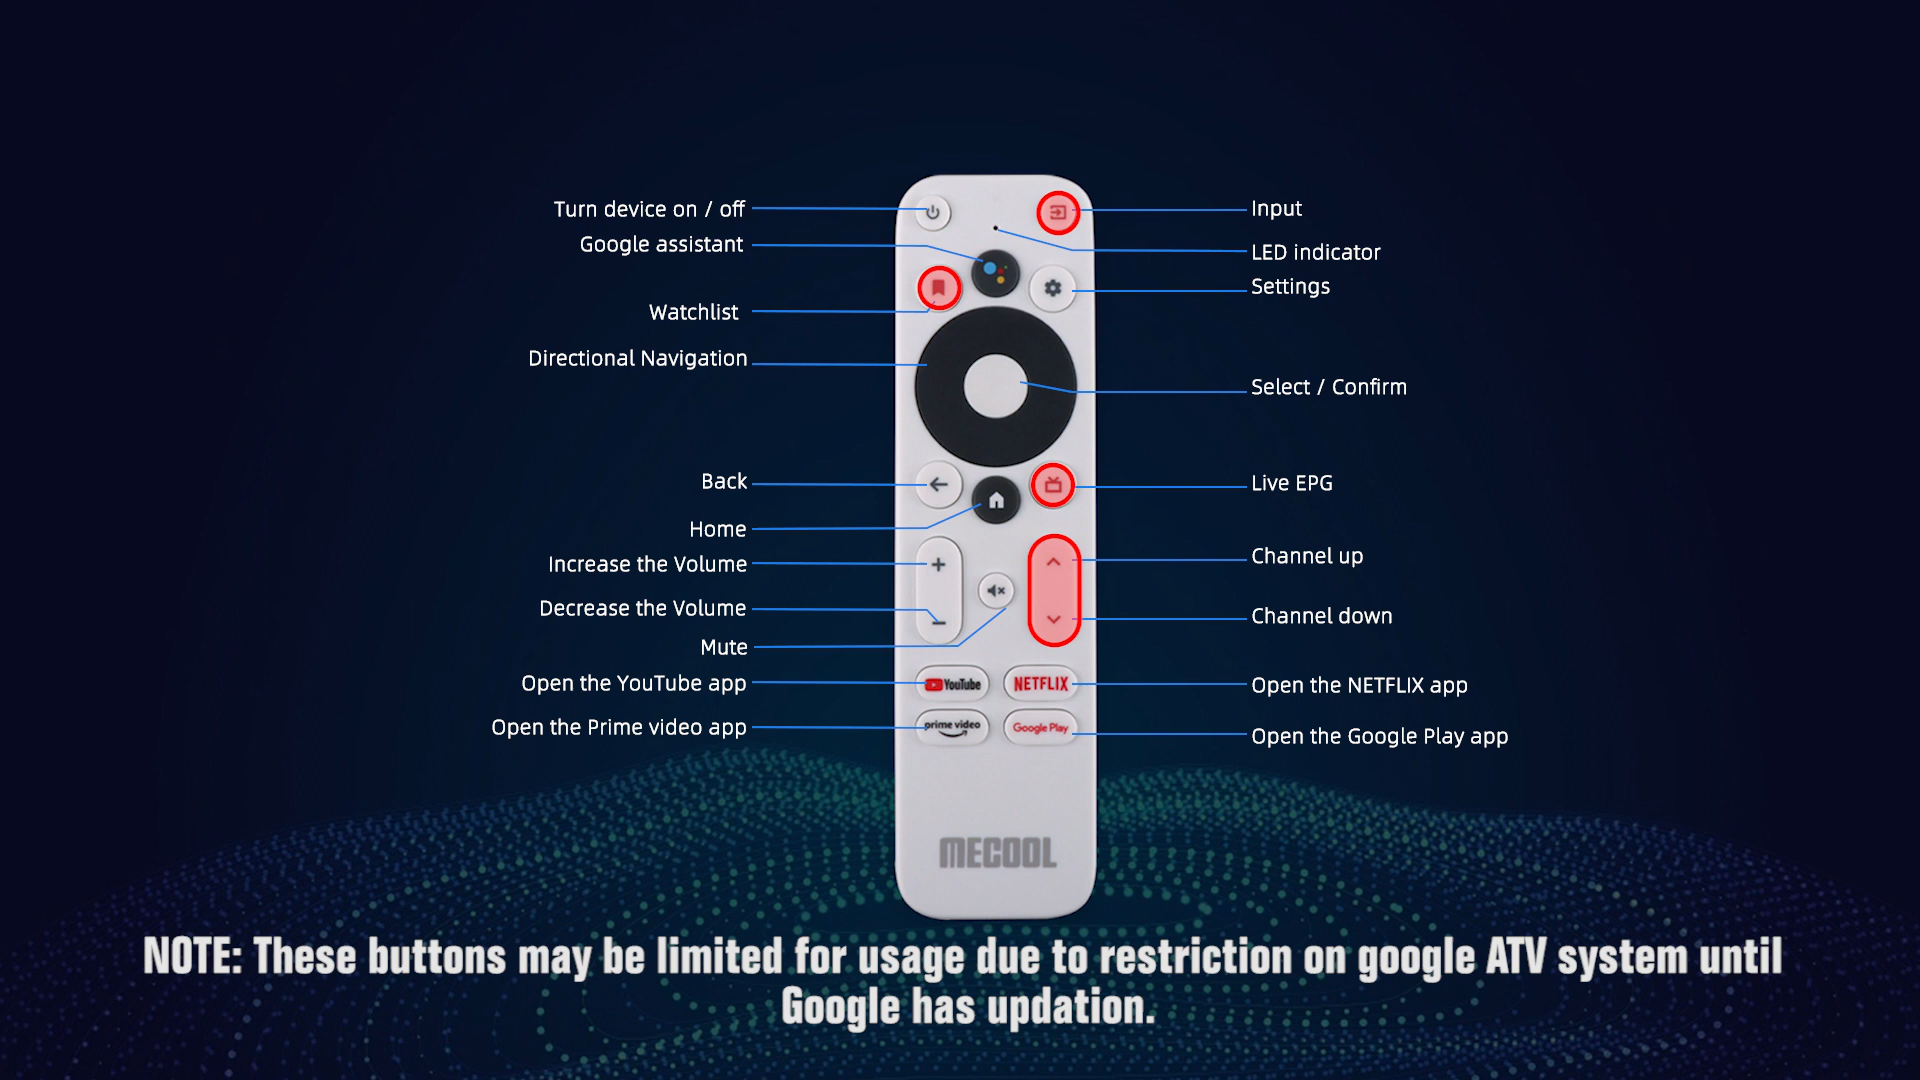 Turn device on / off
Input
Google assistant
LED indicator
Settings
Watchlist
Directional Navigation
Select / Confirm
Back
Live EPG
Home
Channel up
Increase the Volume
Decrease the Volume
Channel down
Mute
Open the YouTube app
YouTube
NETFLIX
Open the NETFLIX app
Open the Prime video app
prime video
Google Play
Open the Google Play app
MECOOL
NOTE: These buttons may be limited for usage due to restriction on google ATV system until
Google has updation.